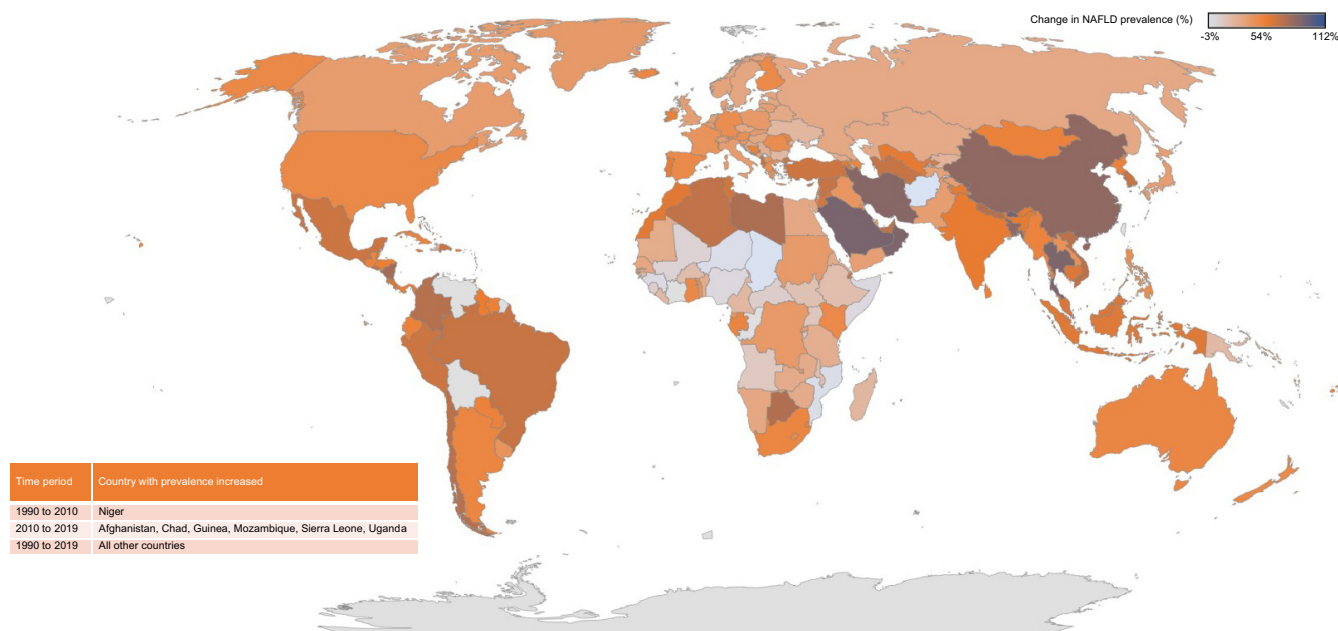 Change in NAFLD prevalence (%)
-3% 54% 112%
Time period Country with prevalence increased
1990 to 2010 Niger
2010 to 2019 Afghanistan, Chad, Guinea, Mozambique, Sierra Leone, Uganda
1990 to 2019 All other countries